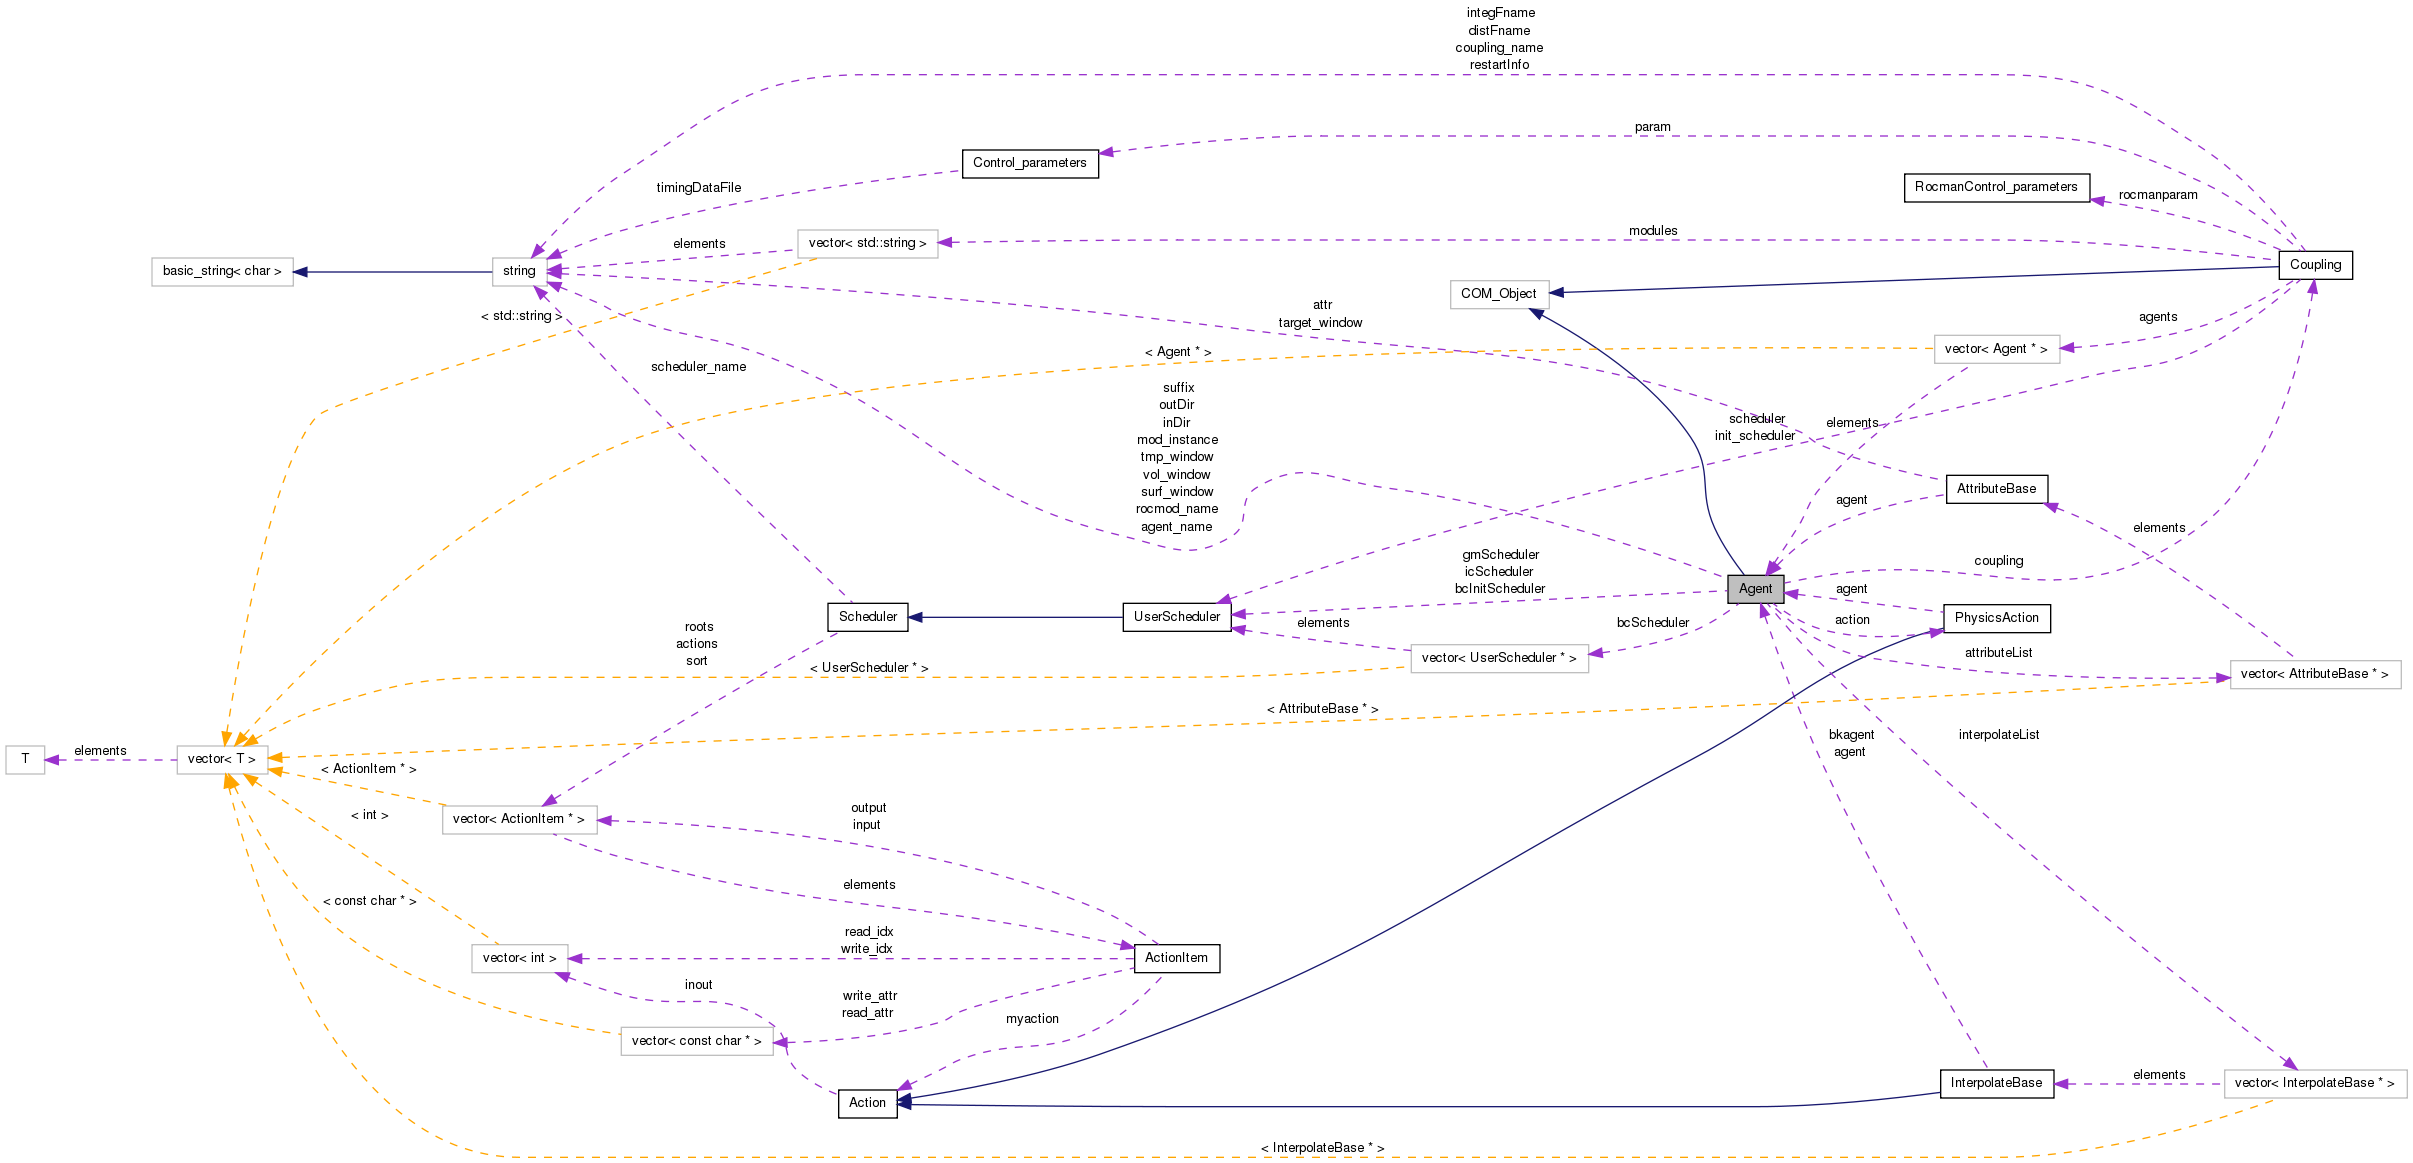 integFname
distFname
coupling_name
restartInfo
param
Control_parameters
timingDataFile
RocmanControl_parameters
rocmanparam
modules
vector< std::string >
elements
basic_string< char >
string
Coupling
COM_Object
attr
target_window
agents
< std::string >
< Agent * >
vector< Agent * >
scheduler_name
suffix
outDir
inDir
mod_instance
tmp_window
vol_window
surf_window
rocmod_name
agent_name
scheduler
init_scheduler
elements
AttributeBase
agent
elements
gmScheduler
icScheduler
bcInitScheduler
coupling
Agent
agent
PhysicsAction
action
Scheduler
UserScheduler
elements
bcScheduler
vector< UserScheduler * >
attributeList
vector< AttributeBase * >
roots
actions
sort
< UserScheduler * >
< AttributeBase * >
bkagent
agent
interpolateList
T
elements
vector< T >
< ActionItem * >
< int >
vector< ActionItem * >
output
input
elements
< const char * >
read_idx
write_idx
vector< int >
ActionItem
inout
write_attr
read_attr
myaction
vector< const char * >
Action
InterpolateBase
elements
vector< InterpolateBase * >
< InterpolateBase * >